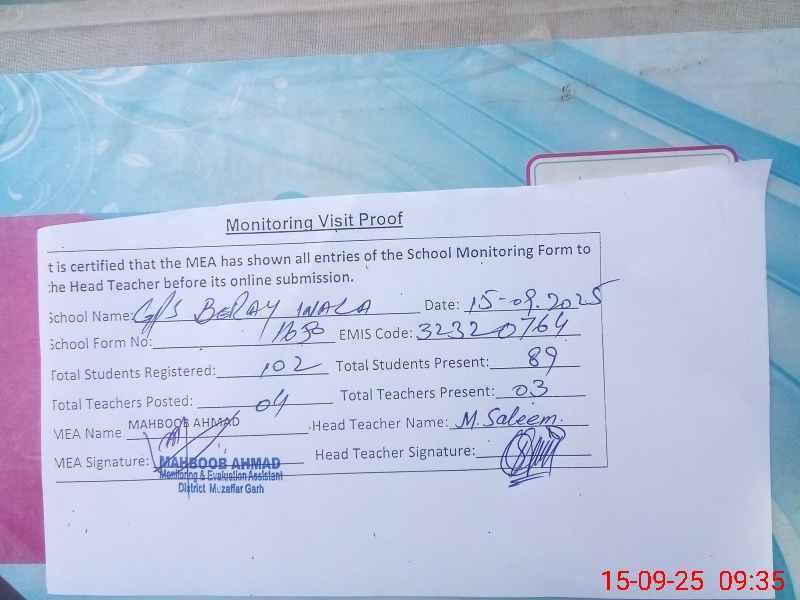 Monitoring Visit Proof
t is certified that the MEA has shown all entries of the School Monitoring Form to
the Head Teacher before its online submission.
School Name: G/S BERAY WALA Date: 15-09.2025
School Form No: 1650 EMIS Code: 32320764
Total Students Registered: 102 Total Students Present: 89
Total Teachers Posted: 04 Total Teachers Present: 03
MEA Name MAHBOOB AHMAD Head Teacher Name: M. Saleem.
MEA Signature: Head Teacher Signature:
MAHBOOB AHMAD
Monitoring & Evaluation Assistant
District Muzaffar Garh
15-09-25 09:35